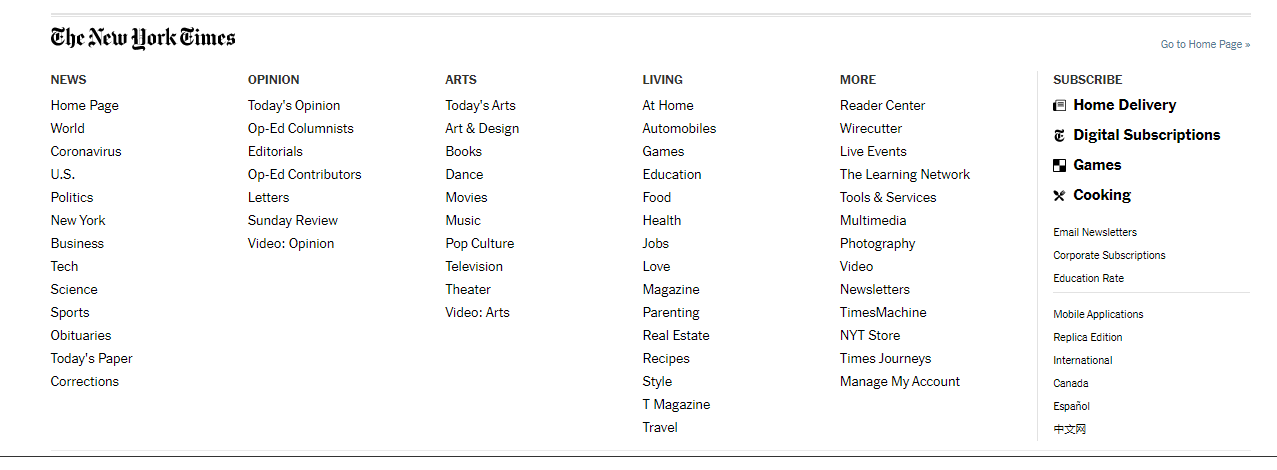 The New York Times
Go to Home Page »
NEWS
Home Page
World
Coronavirus
U.S.
Politics
New York
Business
Tech
Science
Sports
Obituaries
Today's Paper
Corrections
OPINION
Today's Opinion
Op-Ed Columnists
Editorials
Op-Ed Contributors
Letters
Sunday Review
Video: Opinion
ARTS
Today's Arts
Art & Design
Books
Dance
Movies
Music
Pop Culture
Television
Theater
Video: Arts
LIVING
At Home
Automobiles
Games
Education
Food
Health
Jobs
Love
Magazine
Parenting
Real Estate
Recipes
Style
T Magazine
Travel
MORE
Reader Center
Wirecutter
Live Events
The Learning Network
Tools & Services
Multimedia
Photography
Video
Newsletters
TimesMachine
NYT Store
Times Journeys
Manage My Account
SUBSCRIBE
Home Delivery
Digital Subscriptions
Games
Cooking
Email Newsletters
Corporate Subscriptions
Education Rate
Mobile Applications
Replica Edition
International
Canada
Español
中文网